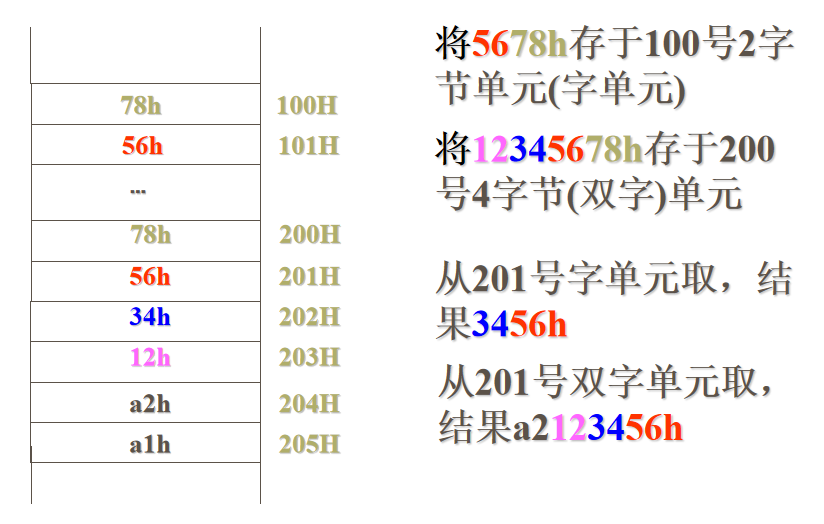 78h 100H
56h 101H
...
78h 200H
56h 201H
34h 202H
12h 203H
a2h 204H
a1h 205H
将5678h存于100号2字
节单元(字单元)
将12345678h存于200
号4字节(双字)单元
从201号字单元取，结
果3456h
从201号双字单元取，
结果a2123456h